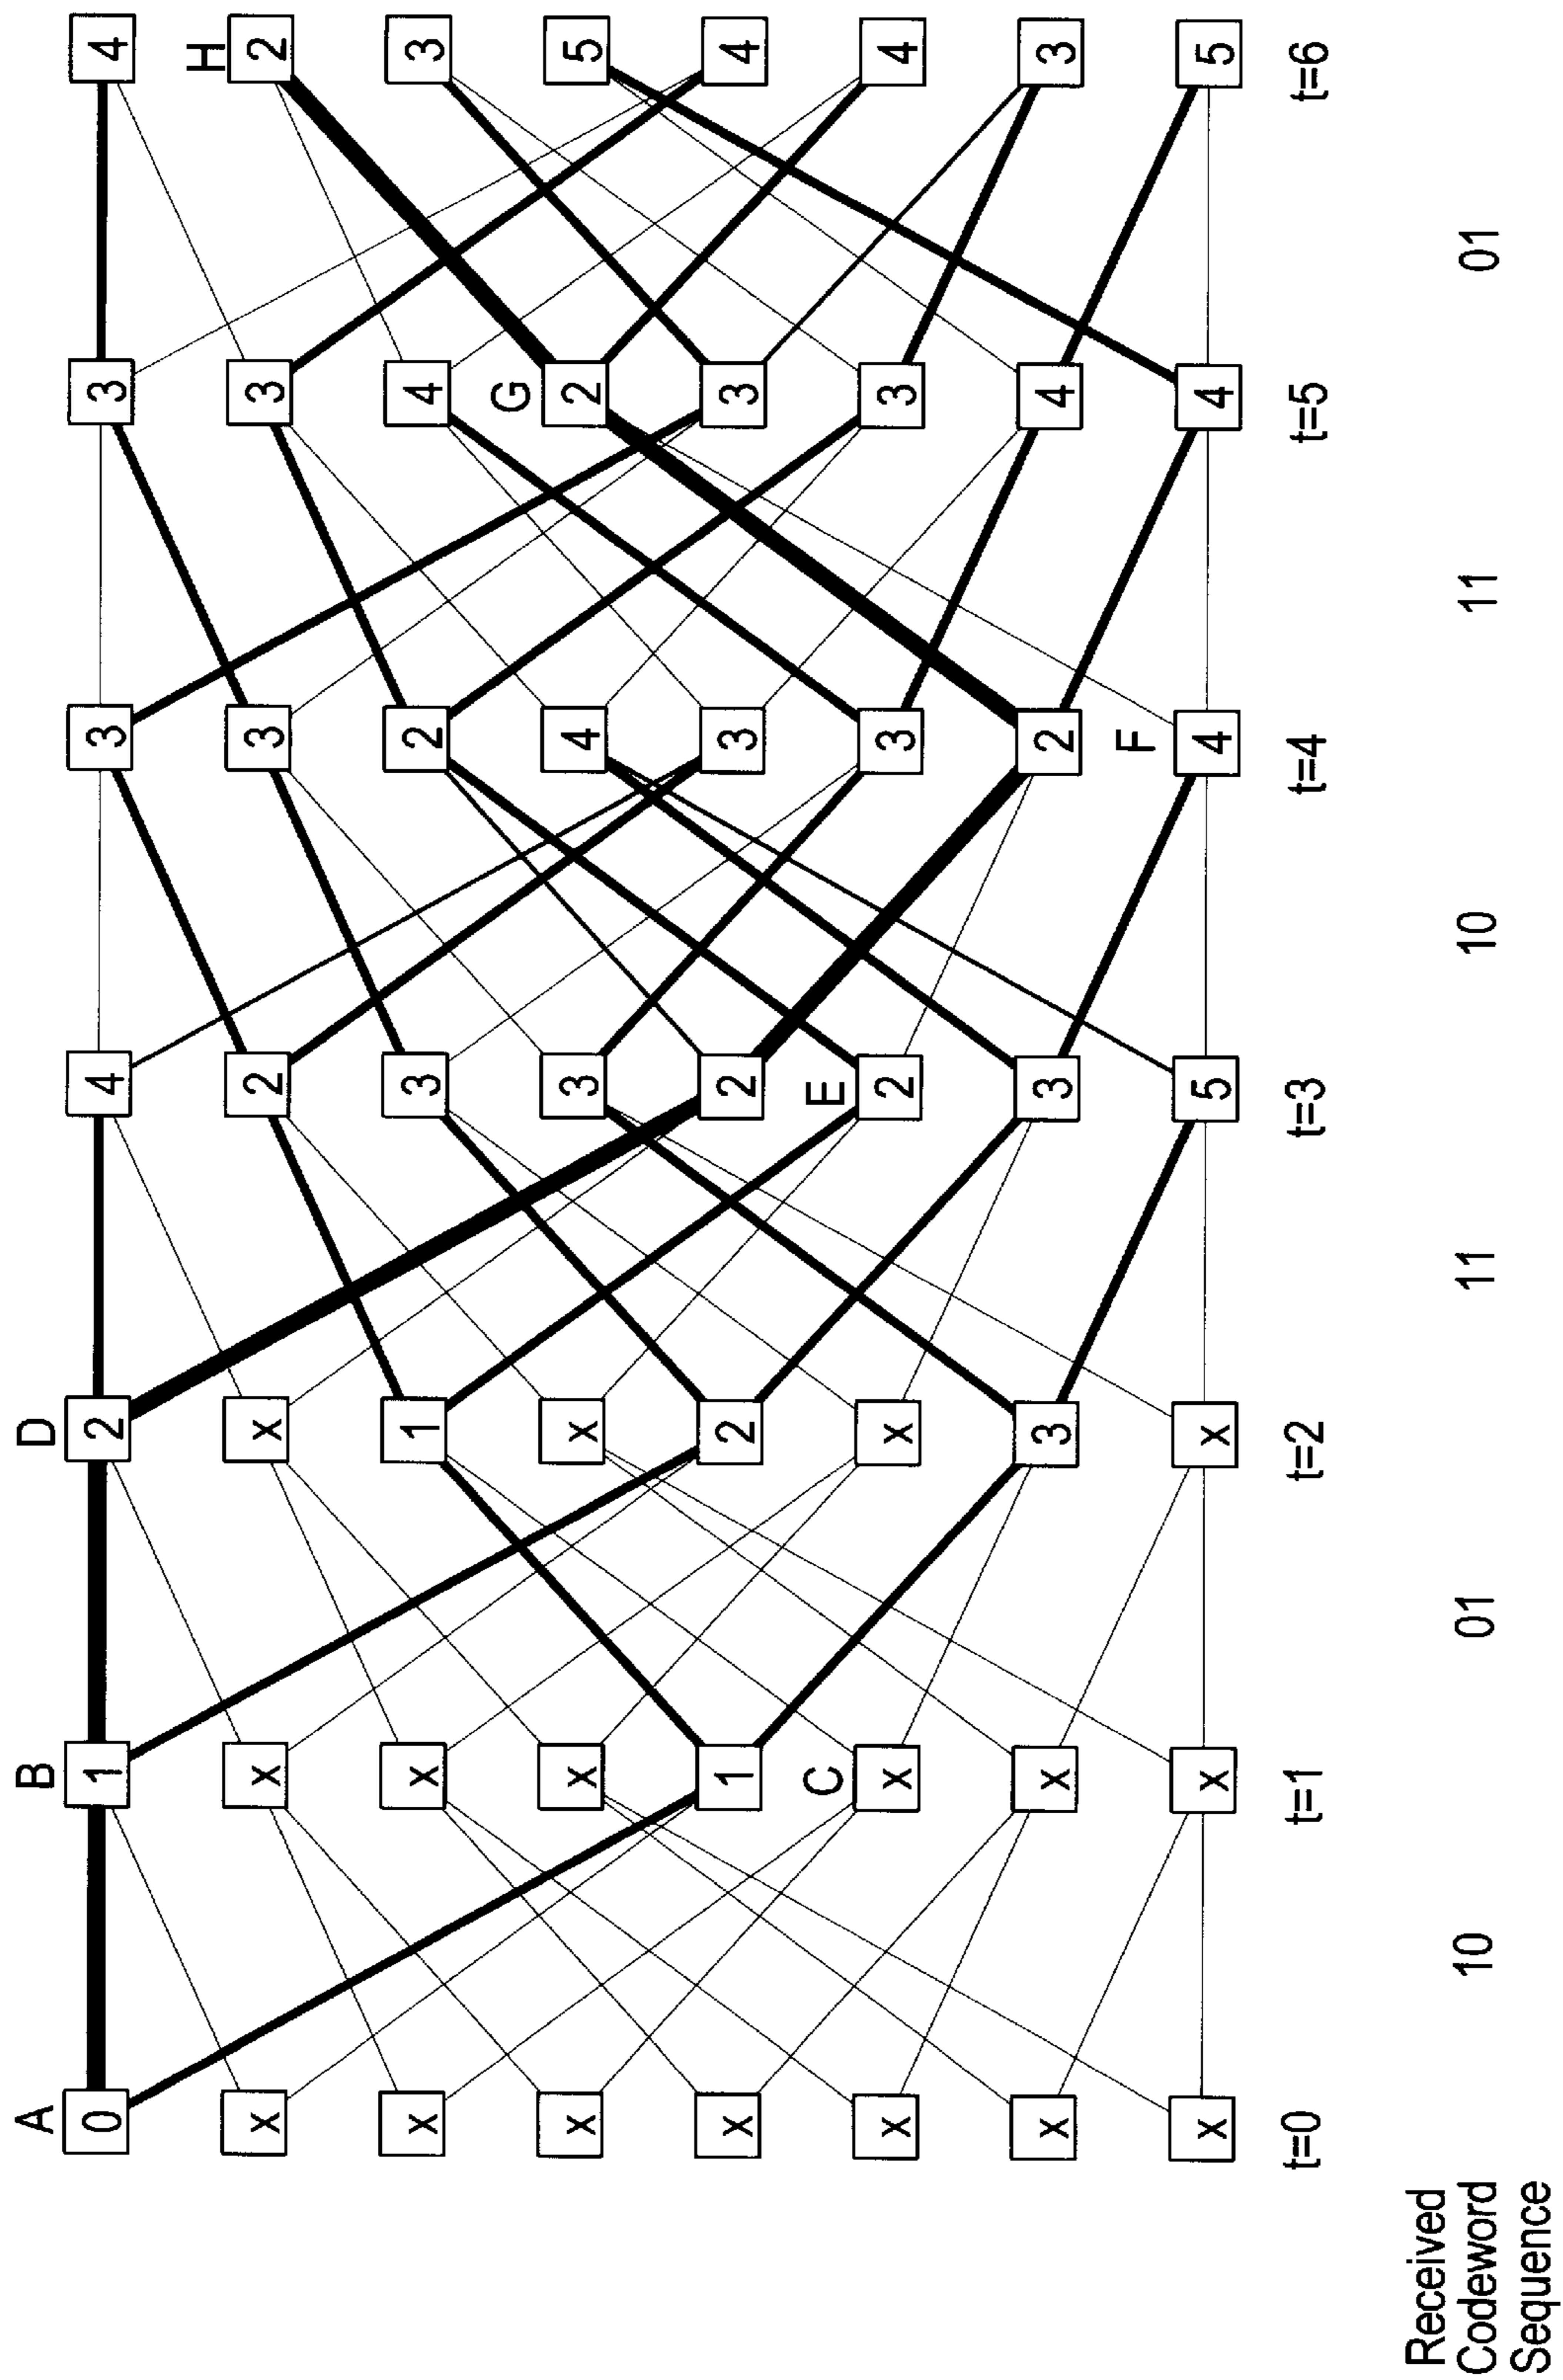 A B D
0 1 2 4 3 3 4
H
x x x 2 3 3 2
x x 1 3 2 4 3
G
x x x 3 4 2 5
x 1 2 2 3 3 4
C E
x x x 2 3 3 4
x x 3 3 2 4 3
F
x x x 5 4 4 5
t=0 t=1 t=2 t=3 t=4 t=5 t=6
Received
Codeword 10 01 11 10 11 01
Sequence